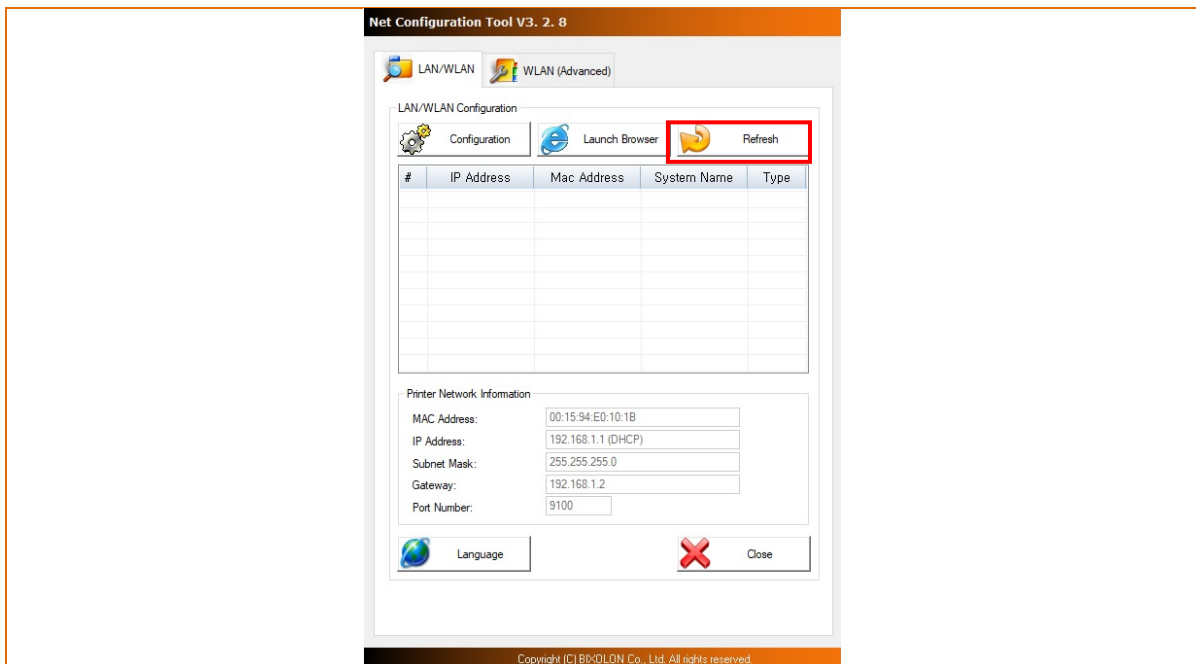 Net Configuration Tool V3. 2. 8
LAN/WLAN WLAN (Advanced)
LAN/WLAN Configuration
Configuration Launch Browser Refresh
# IP Address Mac Address System Name Type
Printer Network Information
MAC Address: 00:15:94:E0:10:1B
IP Address: 192.168.1.1 (DHCP)
Subnet Mask: 255.255.255.0
Gateway: 192.168.1.2
Port Number: 9100
Language Close
Copyright (C) BIXOLON Co., Ltd. All rights reserved.